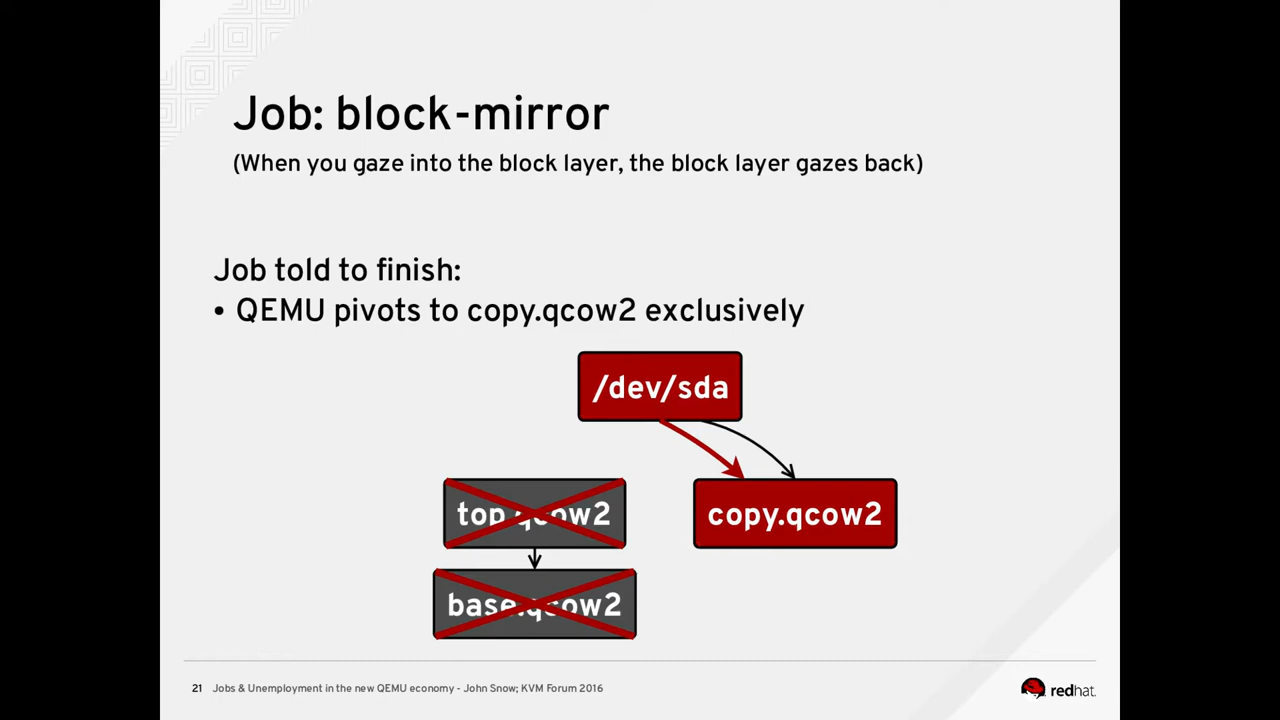 Job: block-mirror
(When you gaze into the block layer, the block layer gazes back)
Job told to finish:
• QEMU pivots to copy.qcow2 exclusively
/dev/sda
top.qcow2
copy.qcow2
base.qcow2
21 Jobs & Unemployment in the new QEMU economy - John Snow; KVM Forum 2016
redhat.